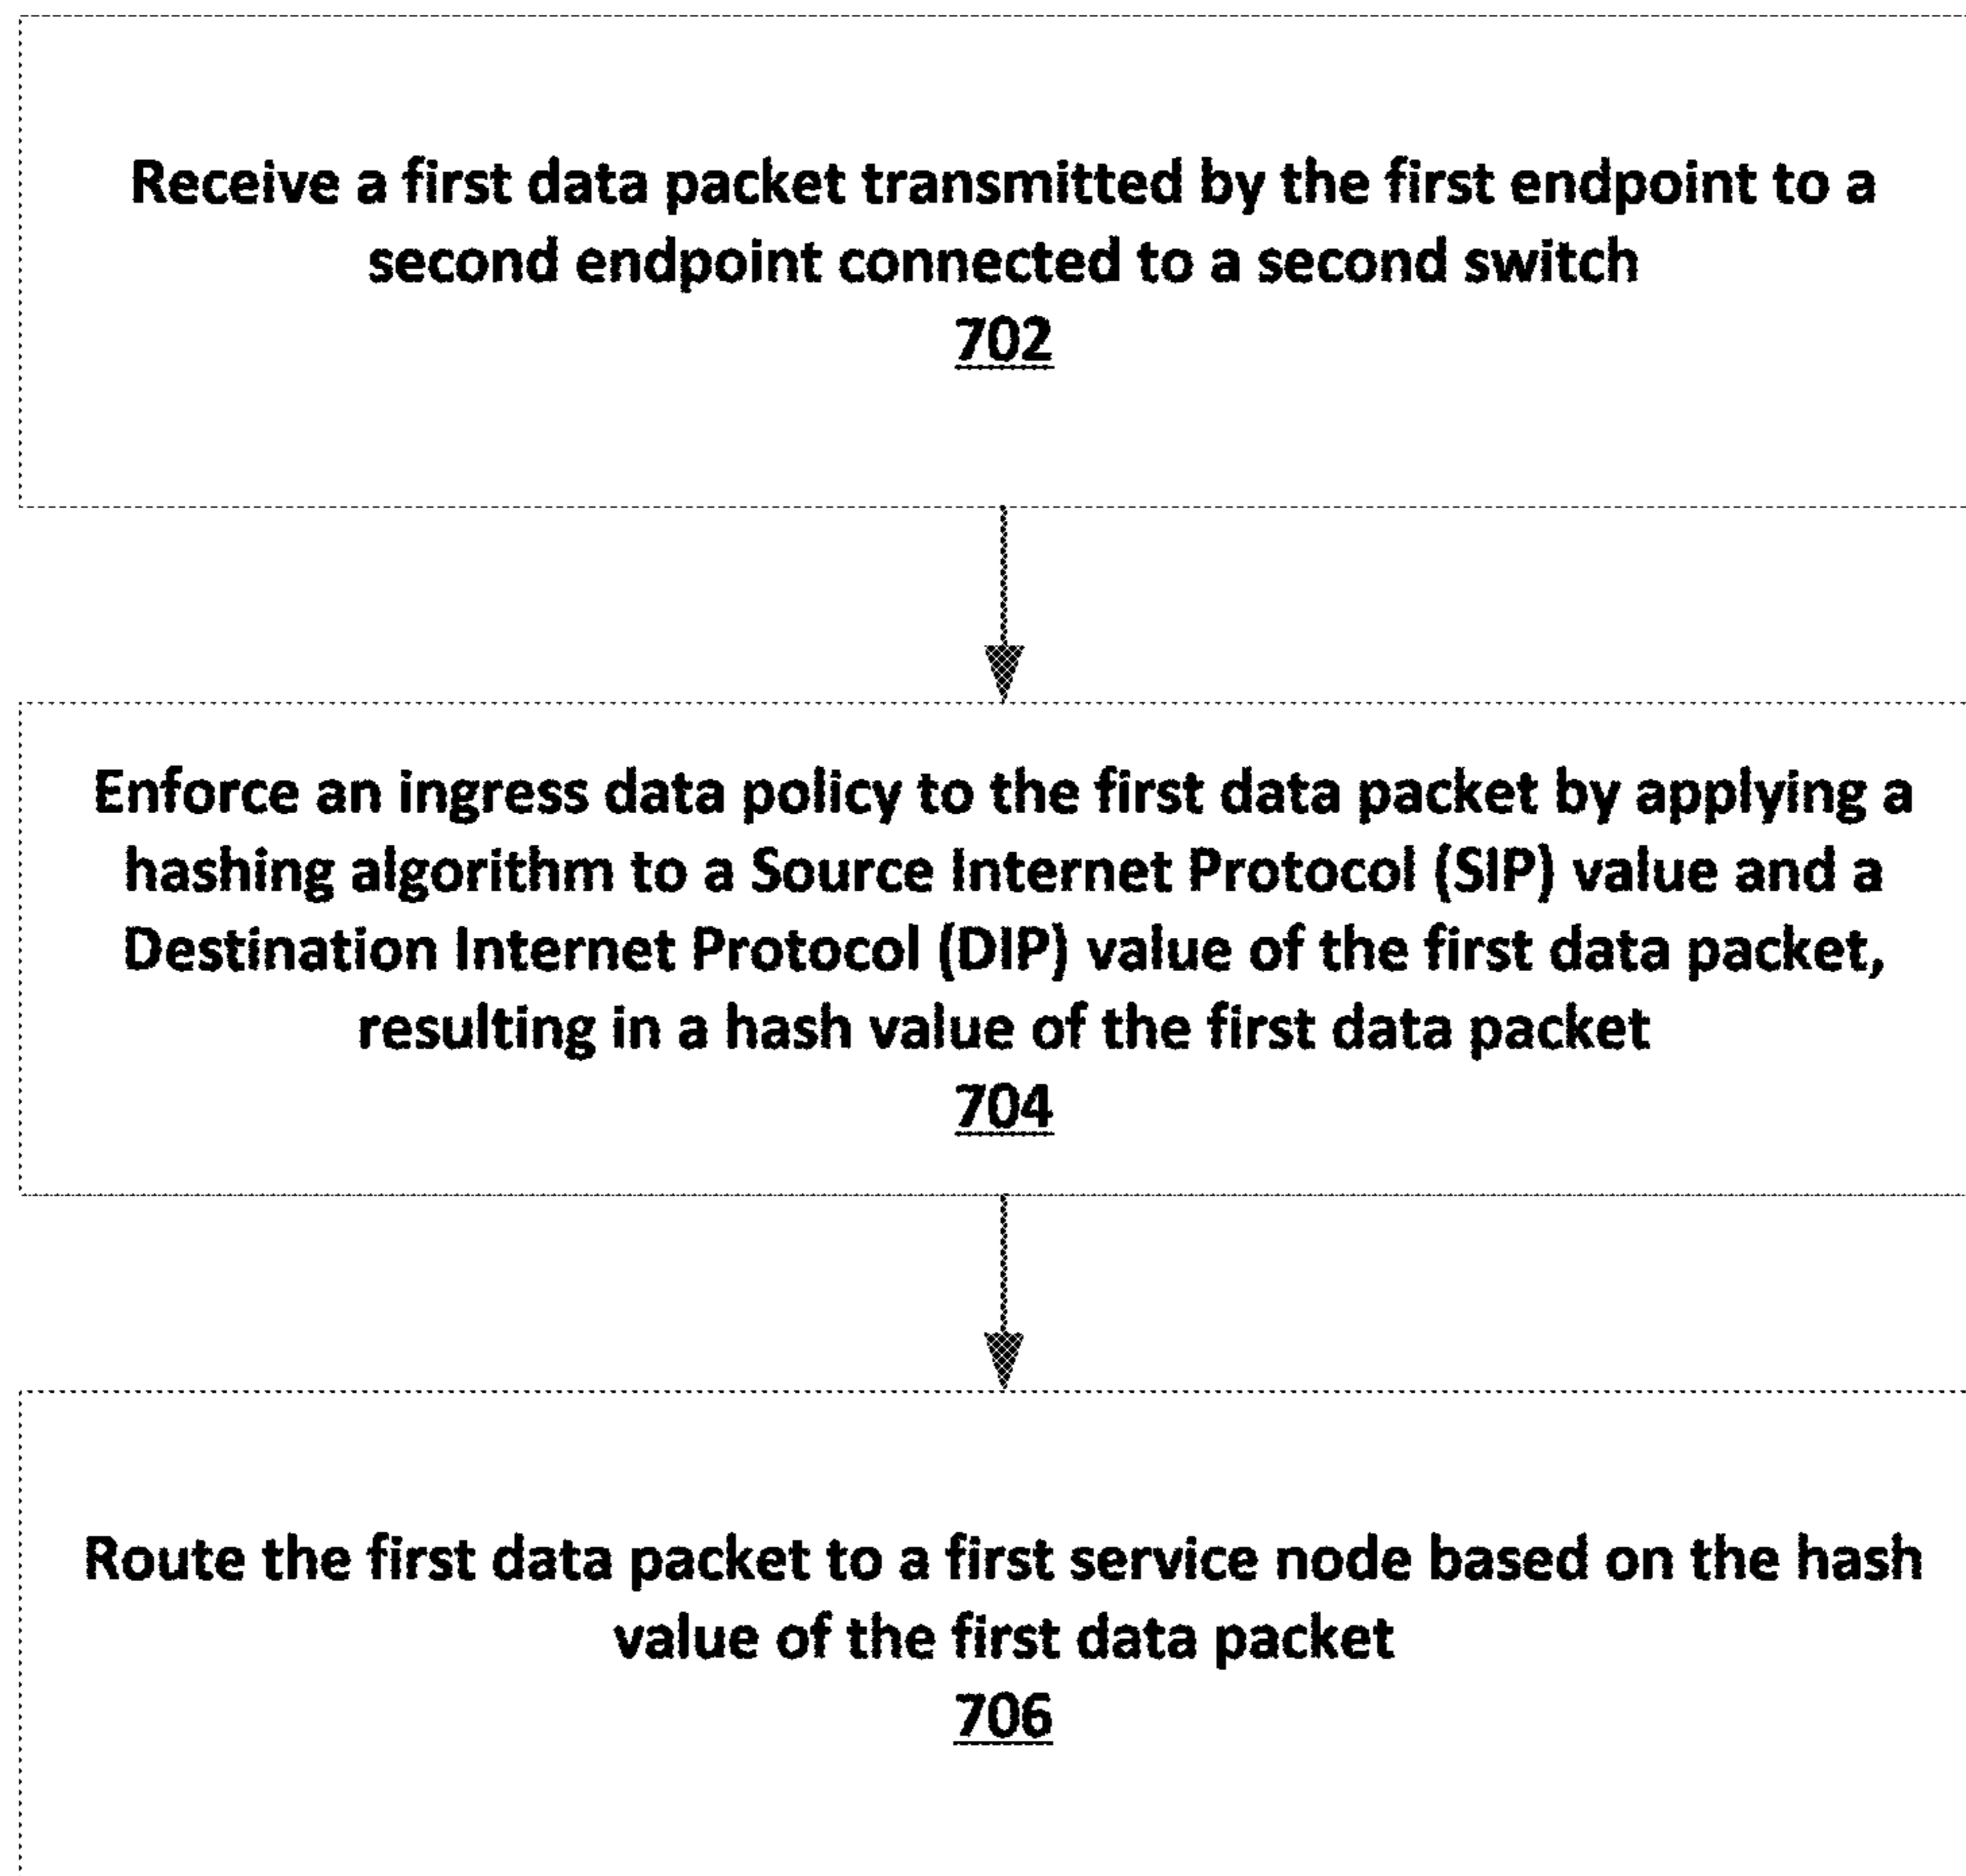 Receive a first data packet transmitted by the first endpoint to a
second endpoint connected to a second switch
702
Enforce an ingress data policy to the first data packet by applying a
hashing algorithm to a Source Internet Protocol (SIP) value and a
Destination Internet Protocol (DIP) value of the first data packet,
resulting in a hash value of the first data packet
704
Route the first data packet to a first service node based on the hash
value of the first data packet
706